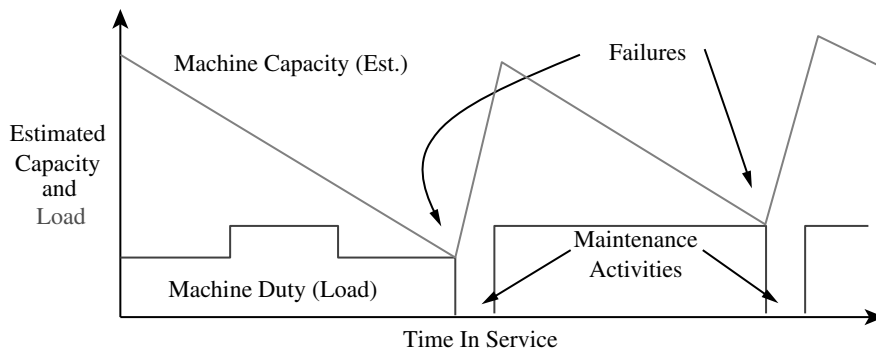 Machine Capacity (Est.)
Failures
Estimated
Capacity
and
Load
Maintenance
Activities
Machine Duty (Load)
Time In Service